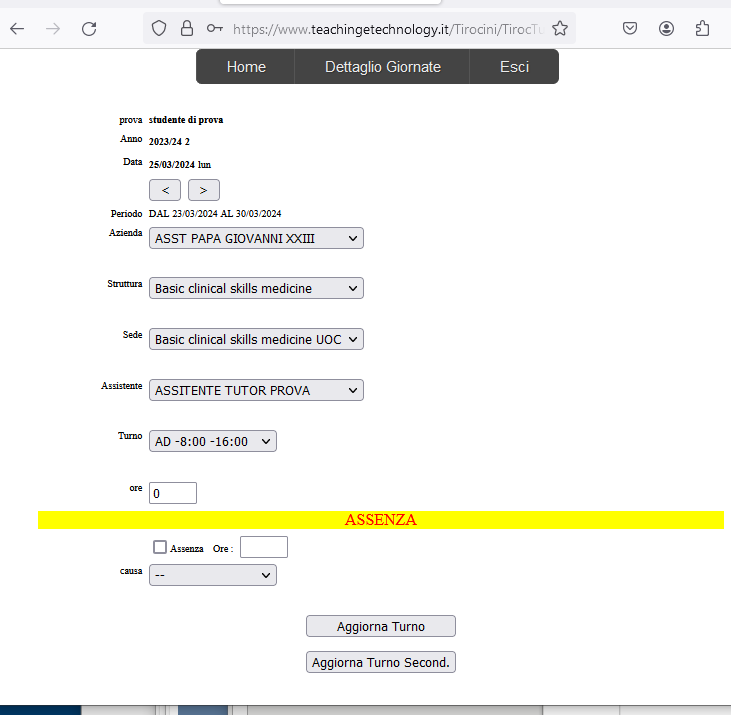 https://www.teachingetechnology.it/Tirocini/TirocTu
Home Dettaglio Giornate Esci
prova studente di prova
Anno 2023/24 2
Data 25/03/2024 lun
< >
Periodo DAL 23/03/2024 AL 30/03/2024
Azienda ASST PAPA GIOVANNI XXIII
Struttura Basic clinical skills medicine
Sede Basic clinical skills medicine UOC
Assistente ASSITENTE TUTOR PROVA
Turno AD -8:00 -16:00
ore 0
ASSENZA
Assenza Ore :
causa --
Aggiorna Turno
Aggiorna Turno Second.